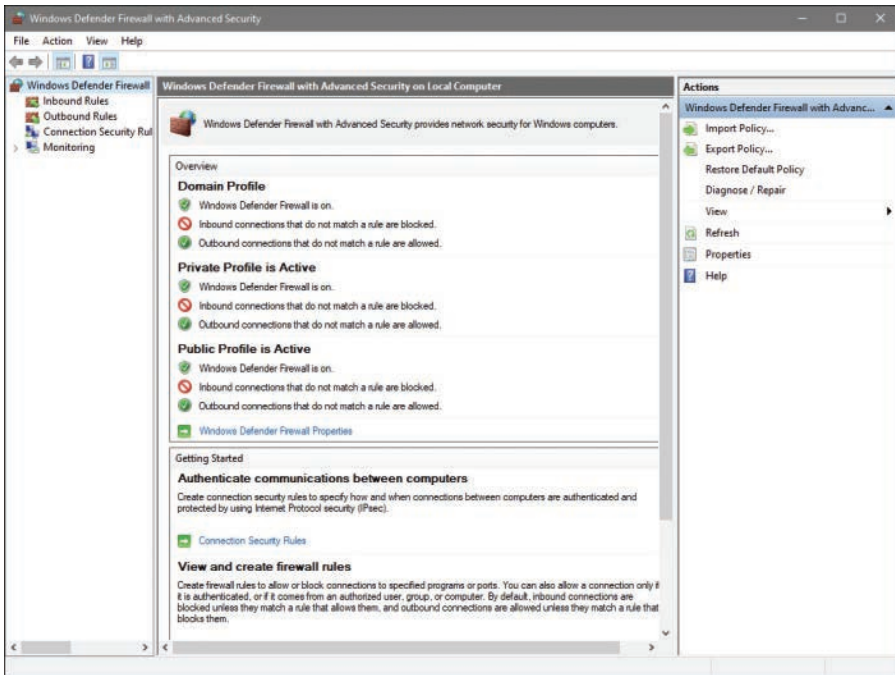 Windows Defender Firewall with Advanced Security
File Action View Help
Windows Defender Firewall
Inbound Rules
Outbound Rules
Connection Security Rul
Monitoring
Windows Defender Firewall with Advanced Security on Local Computer
Windows Defender Firewall with Advanced Security provides network security for Windows computers.
Overview
Domain Profile
Windows Defender Firewall is on.
Inbound connections that do not match a rule are blocked.
Outbound connections that do not match a rule are allowed.
Private Profile is Active
Windows Defender Firewall is on.
Inbound connections that do not match a rule are blocked.
Outbound connections that do not match a rule are allowed.
Public Profile is Active
Windows Defender Firewall is on.
Inbound connections that do not match a rule are blocked.
Outbound connections that do not match a rule are allowed.
Windows Defender Firewall Properties
Getting Started
Authenticate communications between computers
Create connection security rules to specify how and when connections between computers are authenticated and
protected by using Internet Protocol security (IPsec).
Connection Security Rules
View and create firewall rules
Create firewall rules to allow or block connections to specified programs or ports. You can also allow a connection only if
it is authenticated, or if it comes from an authorized user, group, or computer. By default, inbound connections are
blocked unless they match a rule that allows them, and outbound connections are allowed unless they match a rule that
blocks them.
Actions
Windows Defender Firewall with Advanc...
Import Policy...
Export Policy...
Restore Default Policy
Diagnose / Repair
View
Refresh
Properties
Help